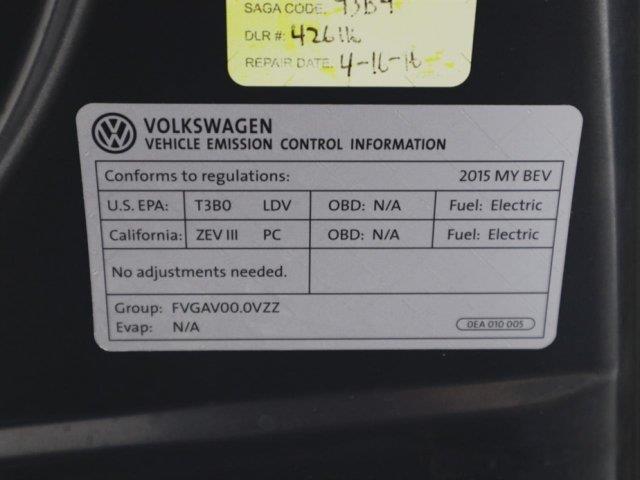 SAGA CODE: 93B9
DLR #: 426116
REPAIR DATE: 4-16-16
VOLKSWAGEN
VEHICLE EMISSION CONTROL INFORMATION
Conforms to regulations: 2015 MY BEV
U.S. EPA: T3B0 LDV OBD: N/A Fuel: Electric
California: ZEV III PC OBD: N/A Fuel: Electric
No adjustments needed.
Group: FVGAV00.0VZZ
Evap: N/A
0EA 010 005